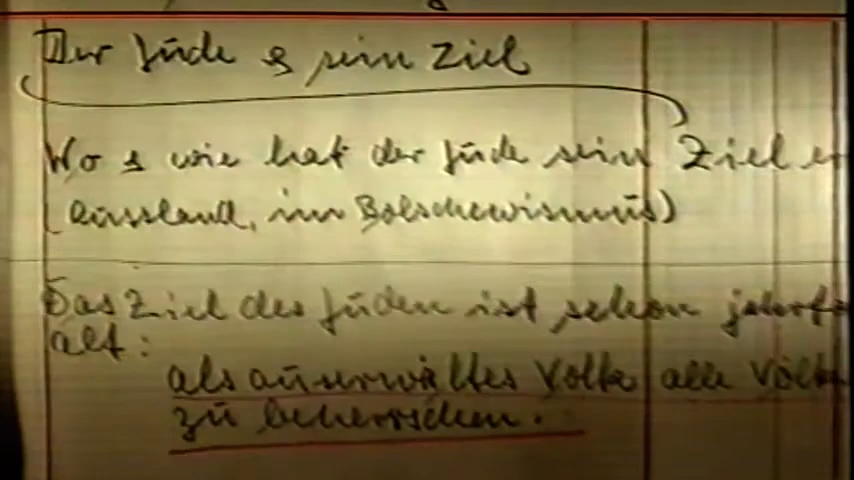 Der Jude & sein Ziel
Wo & wie hat der Jude sein Ziel
(Russland, im Bolschewismus)
Das Ziel des Juden ist schon
alt:
als auserwähltes Volk alle
zu beherrschen.